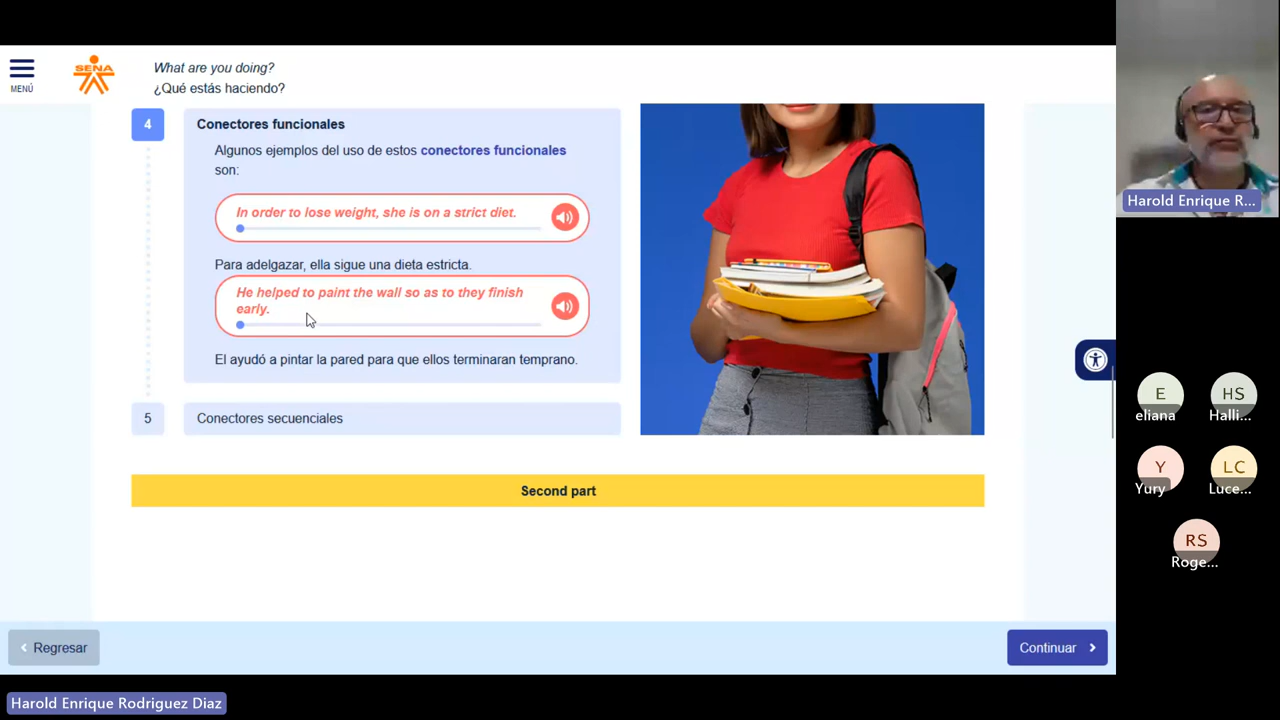 MENÚ
SENA
What are you doing?
¿Qué estás haciendo?
4
Conectores funcionales
Algunos ejemplos del uso de estos conectores funcionales
son:
In order to lose weight, she is on a strict diet.
Para adelgazar, ella sigue una dieta estricta.
He helped to paint the wall so as to they finish
early.
El ayudó a pintar la pared para que ellos terminaran temprano.
5
Conectores secuenciales
Second part
Regresar
Continuar
Harold Enrique Rodriguez Diaz
Harold Enrique R...
E
eliana
HS
Halli...
Y
Yury
LC
Luce...
RS
Roge...